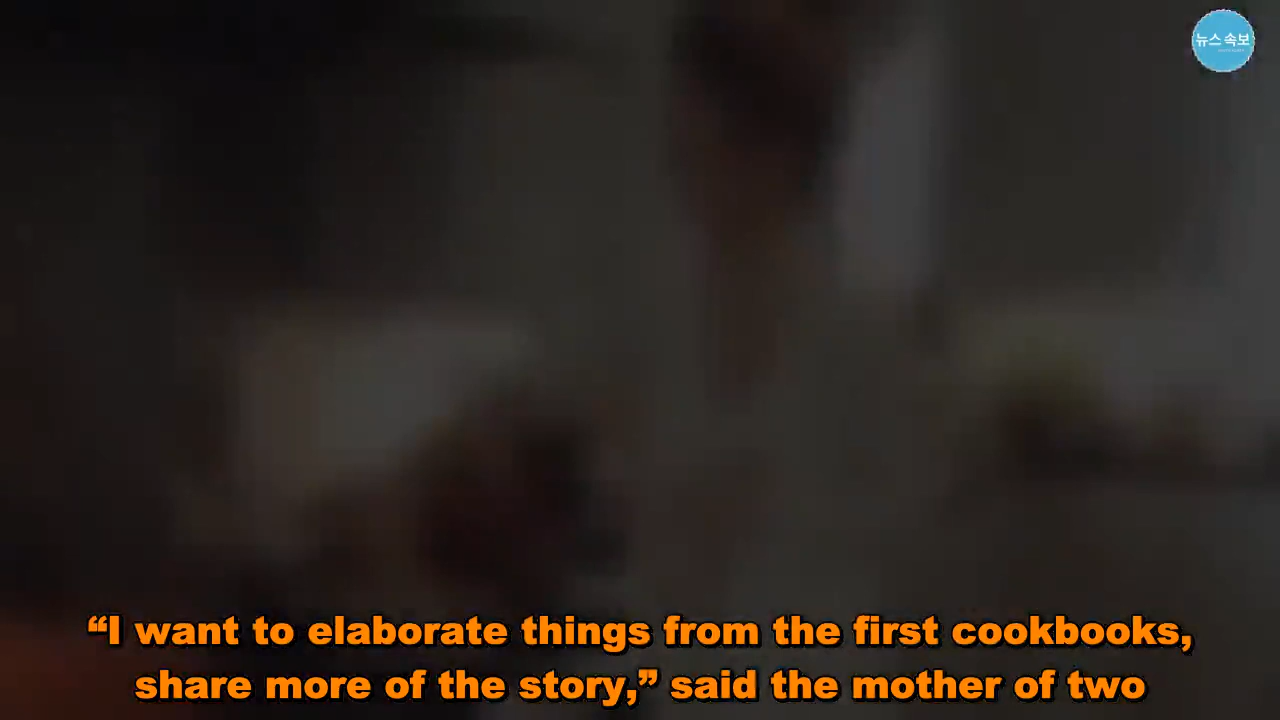 뉴스 속보
“I want to elaborate things from the first cookbooks,
share more of the story,” said the mother of two